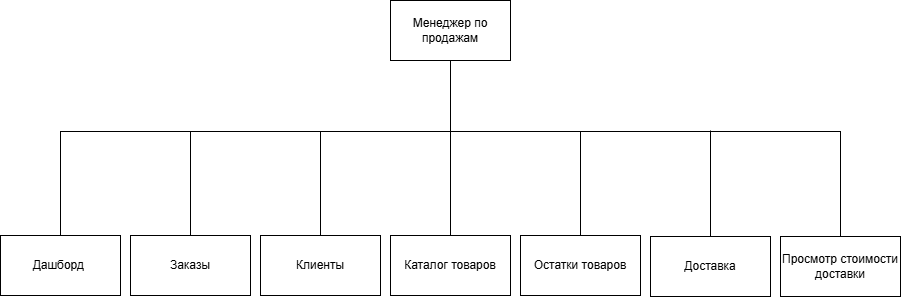 Менеджер по
продажам
Дашборд
Заказы
Клиенты
Каталог товаров
Остатки товаров
Доставка
Просмотр стоимости
доставки